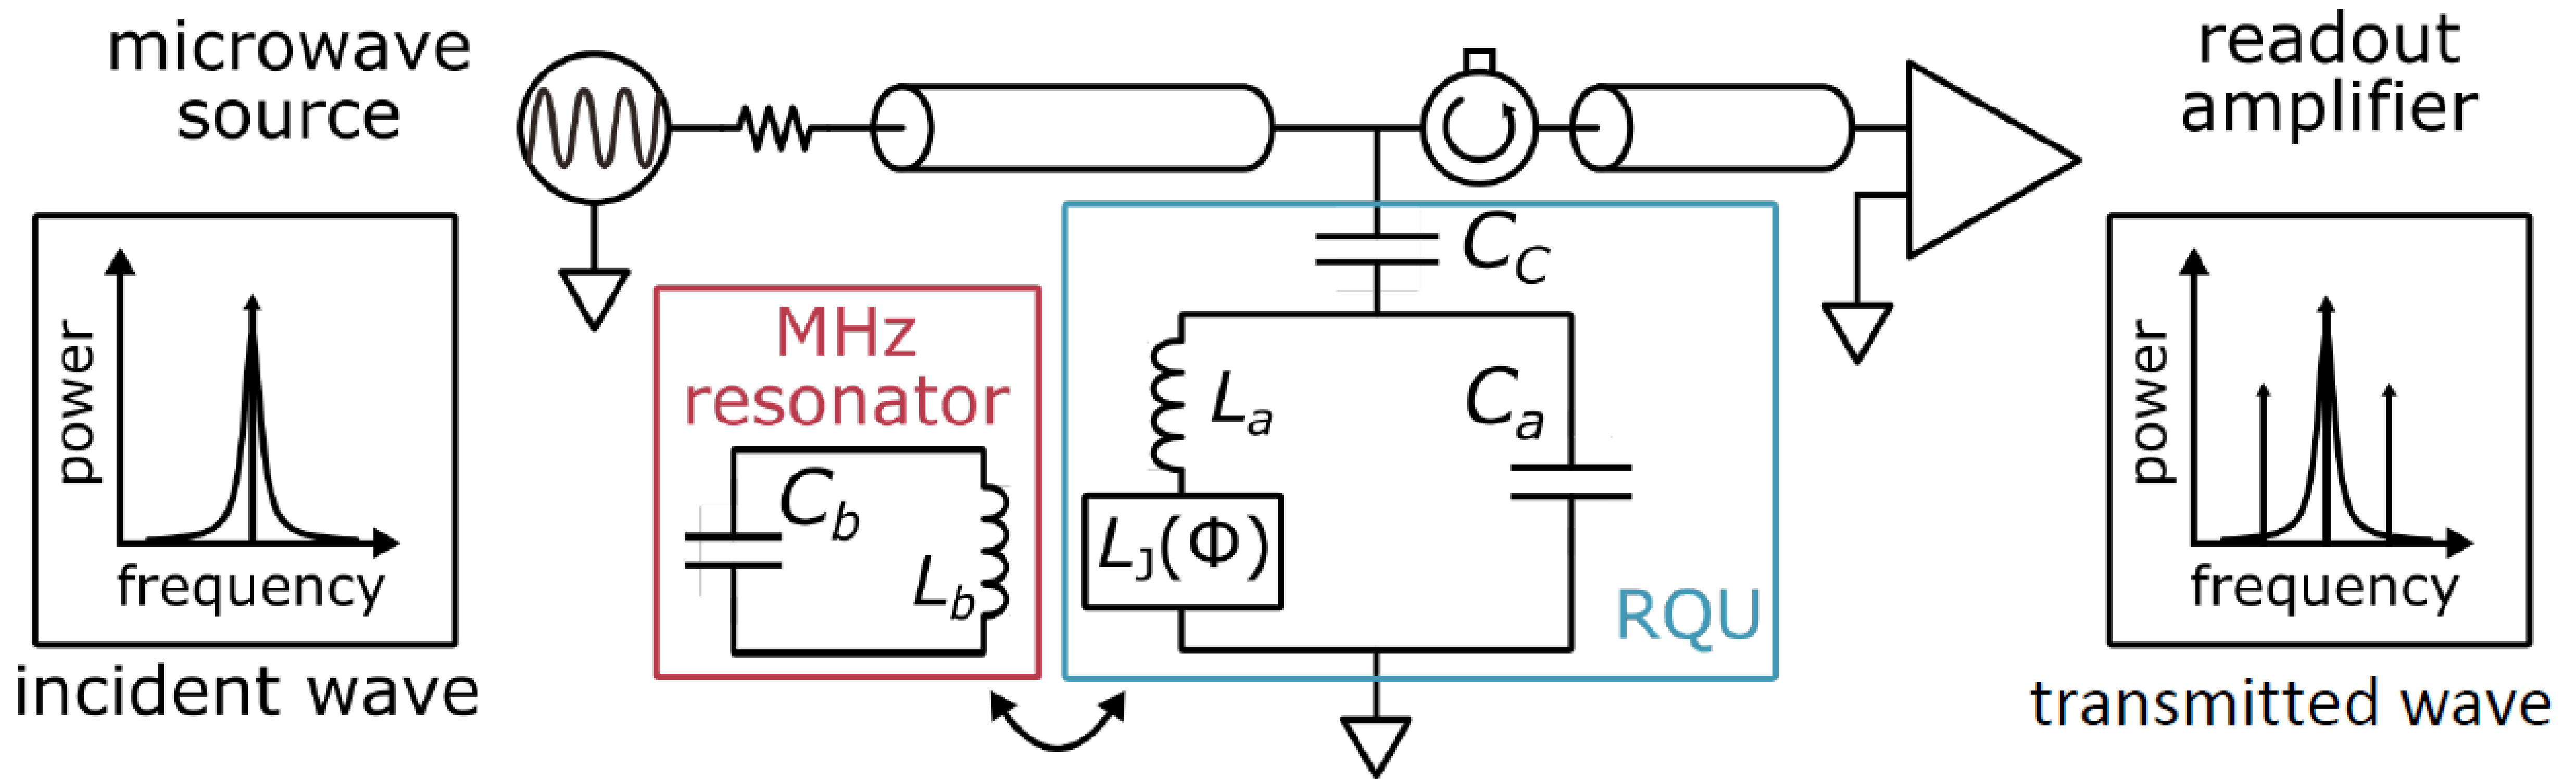 microwave
source
power
frequency
incident wave
MHz
resonator
C_b
L_b
C_C
L_a
C_a
L_J(Φ)
RQU
readout
amplifier
power
frequency
transmitted wave